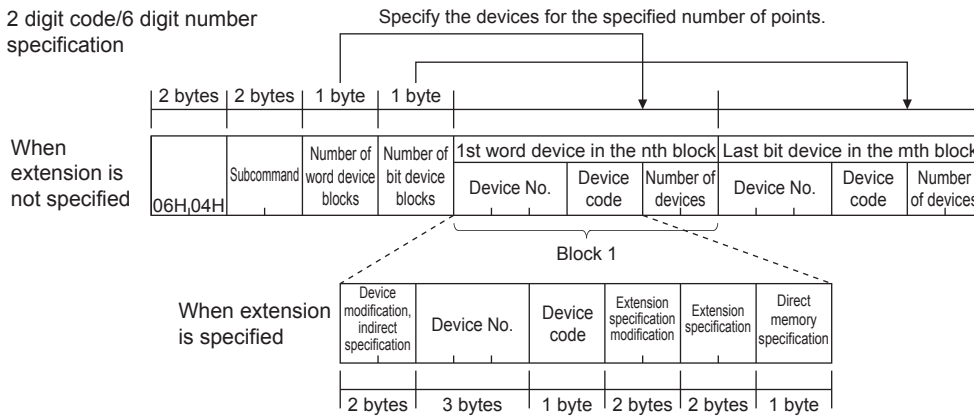 2 digit code/6 digit number
specification
Specify the devices for the specified number of points.
2 bytes 2 bytes 1 byte 1 byte
When
extension is
not specified
06H 04H
Subcommand
Number of
word device
blocks
Number of
bit device
blocks
1st word device in the nth block
Device No.
Device
code
Number of
devices
Last bit device in the mth block
Device No.
Device
code
Number
of devices
Block 1
When extension
is specified
Device
modification,
indirect
specification
Device No.
Device
code
Extension
specification
modification
Extension
specification
Direct
memory
specification
2 bytes 3 bytes 1 byte 2 bytes 2 bytes 1 byte